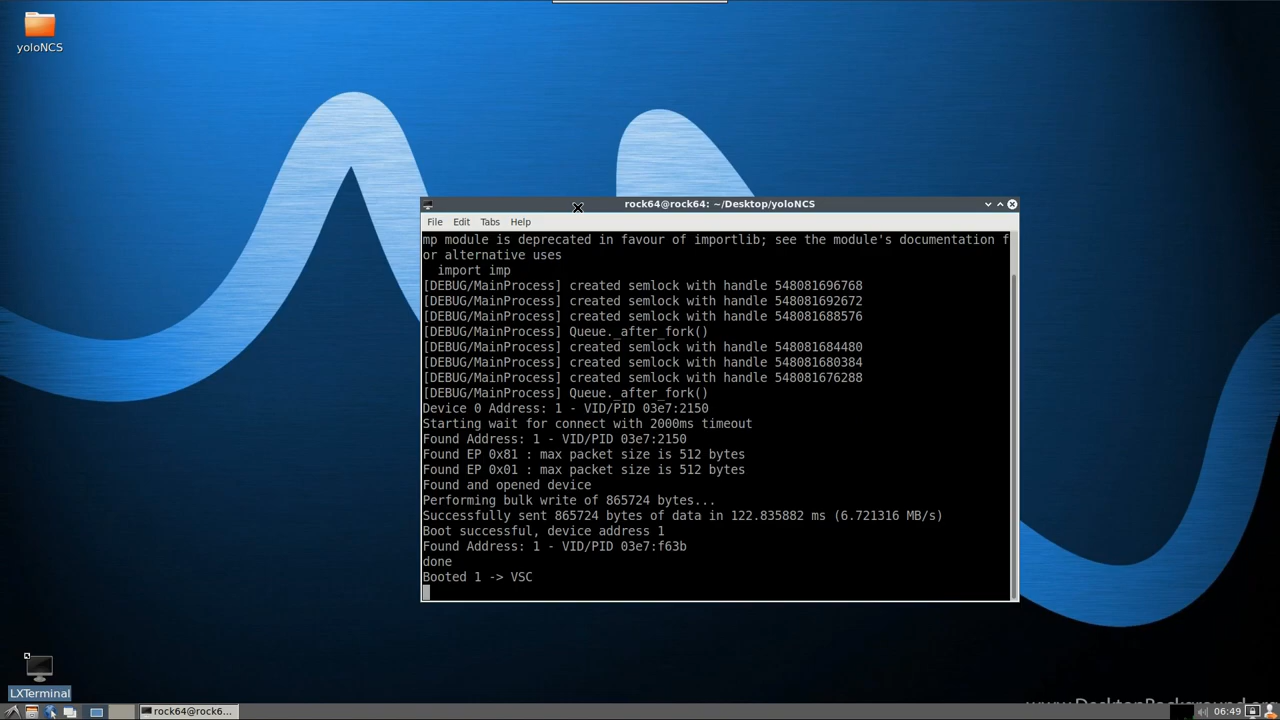 yoloNCS
rock64@rock64: ~/Desktop/yoloNCS
File Edit Tabs Help
mp module is deprecated in favour of importlib; see the module's documentation f
or alternative uses
  import imp
[DEBUG/MainProcess] created semlock with handle 548081696768
[DEBUG/MainProcess] created semlock with handle 548081692672
[DEBUG/MainProcess] created semlock with handle 548081688576
[DEBUG/MainProcess] Queue._after_fork()
[DEBUG/MainProcess] created semlock with handle 548081684480
[DEBUG/MainProcess] created semlock with handle 548081680384
[DEBUG/MainProcess] created semlock with handle 548081676288
[DEBUG/MainProcess] Queue._after_fork()
Device 0 Address: 1 - VID/PID 03e7:2150
Starting wait for connect with 2000ms timeout
Found Address: 1 - VID/PID 03e7:2150
Found EP 0x81 : max packet size is 512 bytes
Found EP 0x01 : max packet size is 512 bytes
Found and opened device
Performing bulk write of 865724 bytes...
Successfully sent 865724 bytes of data in 122.835882 ms (6.721316 MB/s)
Boot successful, device address 1
Found Address: 1 - VID/PID 03e7:f63b
done
Booted 1 -> VSC
LXTerminal
rock64@rock6...
06:49